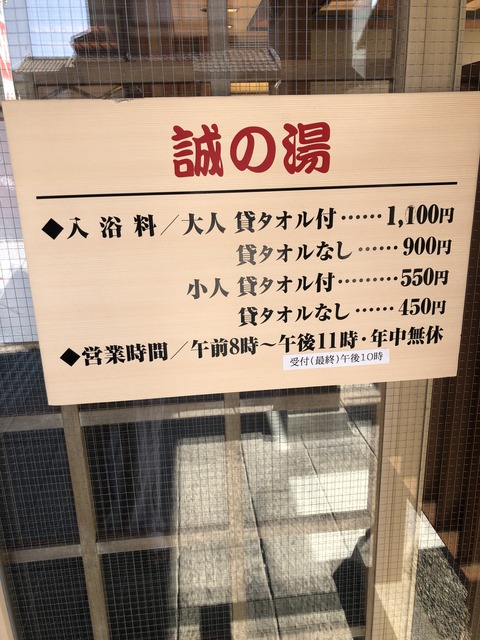 誠の湯
◆入浴料／大人 貸タオル付……1,100円
貸タオルなし……900円
小人 貸タオル付………550円
貸タオルなし……450円
◆営業時間／午前8時～午後11時・年中無休
受付(最終)午後10時